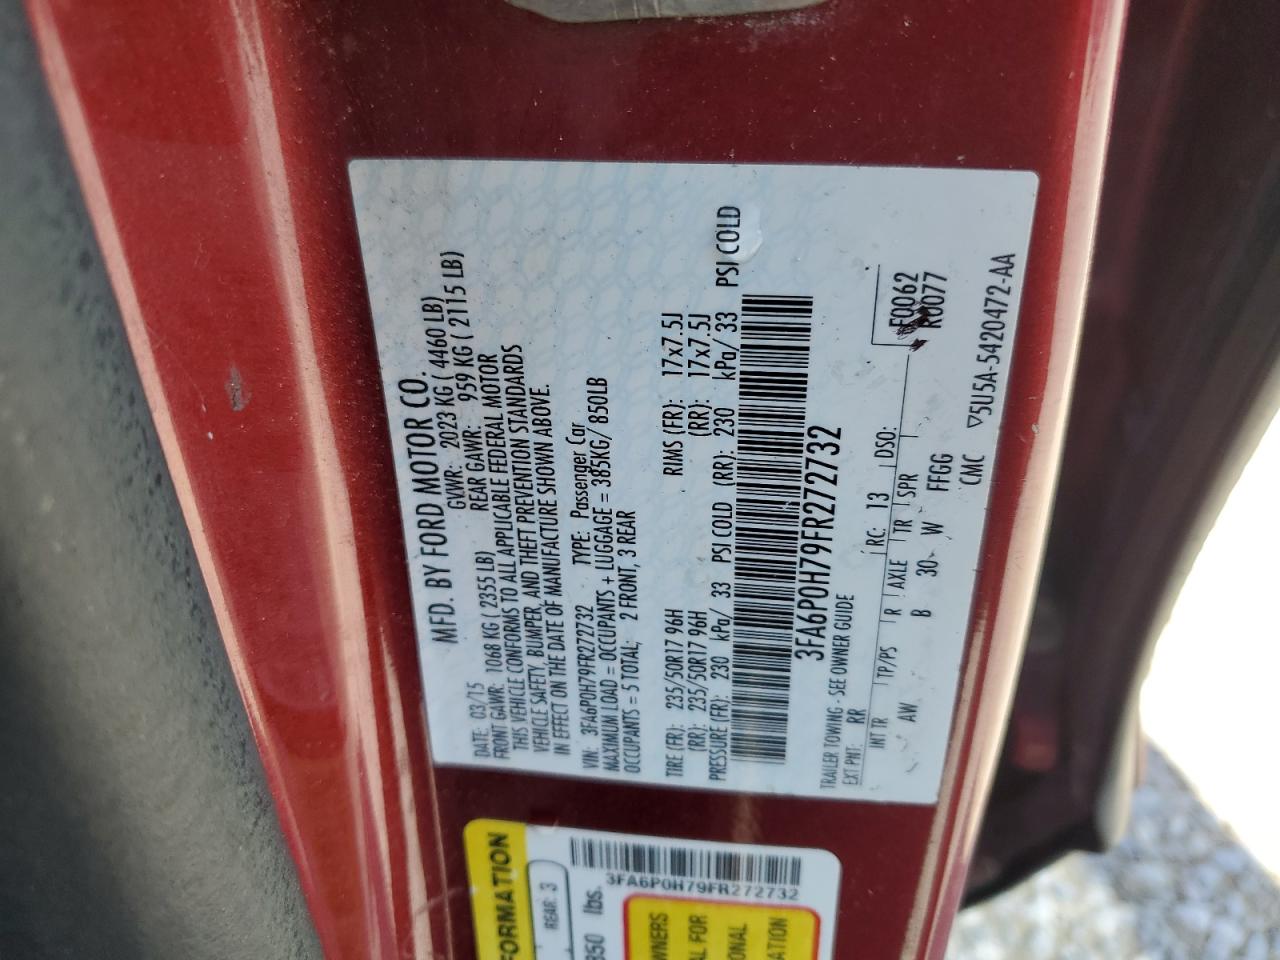 MFD. BY FORD MOTOR CO.
DATE: 03/15 GVWR: 2023 KG ( 4460 LB)
FRONT GAWR: 1068 KG ( 2355 LB) REAR GAWR: 959 KG ( 2115 LB)
THIS VEHICLE CONFORMS TO ALL APPLICABLE FEDERAL MOTOR
VEHICLE SAFETY, BUMPER, AND THEFT PREVENTION STANDARDS
IN EFFECT ON THE DATE OF MANUFACTURE SHOWN ABOVE.
VIN: 3FA6P0H79FR272732 TYPE: Passenger Car
MAXIMUM LOAD = OCCUPANTS + LUGGAGE = 385KG/ 850LB
OCCUPANTS = 5 TOTAL; 2 FRONT, 3 REAR
TIRE (FR): 235/50R17 96H RIMS (FR): 17x7.5J
(RR): 235/50R17 96H (RR): 17x7.5J
PRESSURE (FR): 230 kPa/ 33 PSI COLD (RR): 230 kPa/ 33 PSI COLD
3FA6P0H79FR272732
TRAILER TOWING - SEE OWNER GUIDE
EXT PNT: RR RC: 13 DSO:
INT TR TP/PS R AXLE TR SPR F0062
AW B 30 W FFGG R0077
CMC ▽5U5A-5420472-AA
FORMATION
REAR: 3
850 lbs.
3FA6P0H79FR272732
WNERS
AL FOR
ONAL
ATION